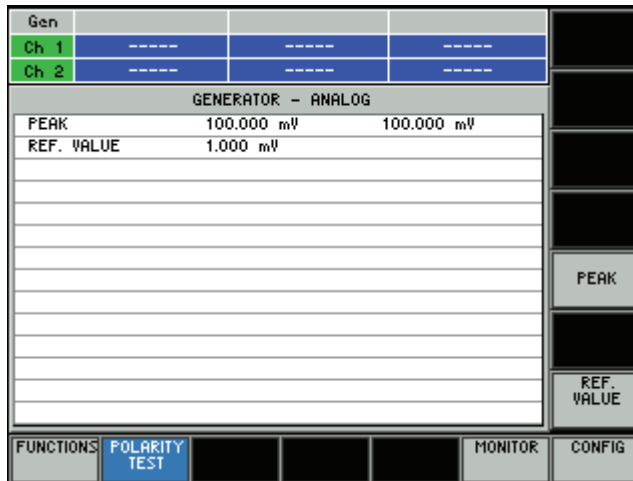 Gen
Ch 1 ----- ----- -----
Ch 2 ----- ----- -----
GENERATOR - ANALOG
PEAK 100.000 mV 100.000 mV
REF. VALUE 1.000 mV
PEAK
REF.
VALUE
FUNCTIONS POLARITY TEST MONITOR CONFIG